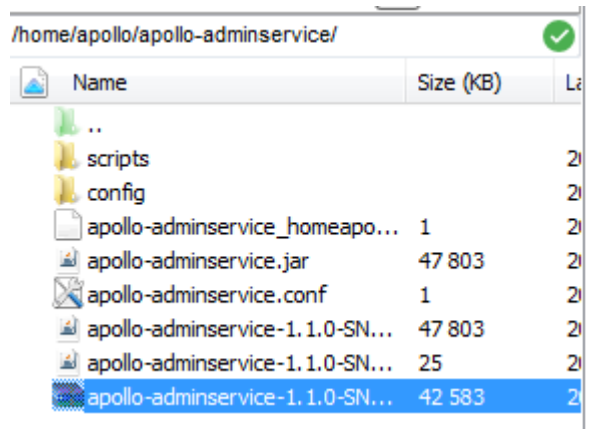 /home/apollo/apollo-adminservice/
Name Size (KB)
..
scripts
config
apollo-adminservice_homeapo... 1
apollo-adminservice.jar 47 803
apollo-adminservice.conf 1
apollo-adminservice-1.1.0-SN... 47 803
apollo-adminservice-1.1.0-SN... 25
apollo-adminservice-1.1.0-SN... 42 583